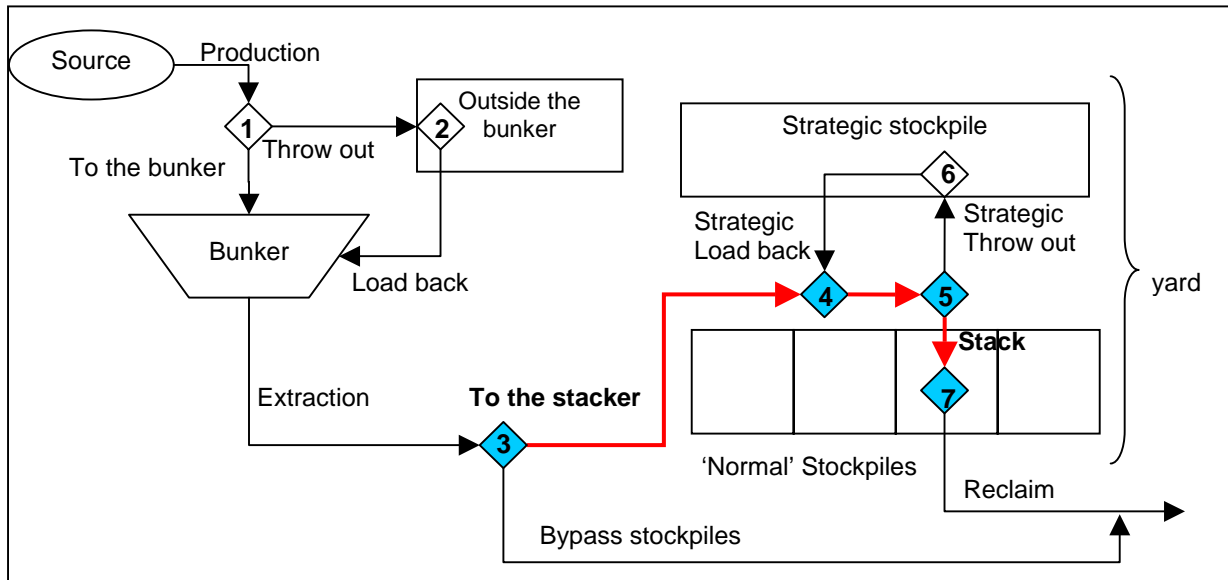 Source
Production
1
Throw out
2
Outside the
bunker
To the bunker
Bunker
Load back
Extraction
3
To the stacker
Bypass stockpiles
Strategic stockpile
6
Strategic
Load back
Strategic
Throw out
4
5
Stack
7
‘Normal’ Stockpiles
Reclaim
yard